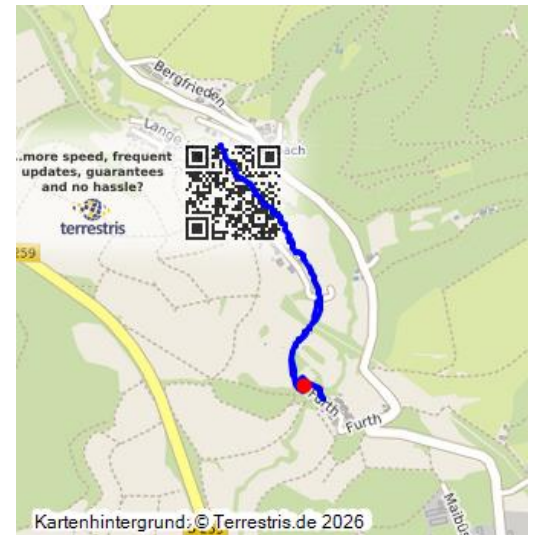 Bergfrieden
Lange
ach
..more speed, frequent
updates, guarantees
and no hassle?
terrestris
259
Furth
Furth
Maibüs
Kartenhintergrund: © Terrestris.de 2026